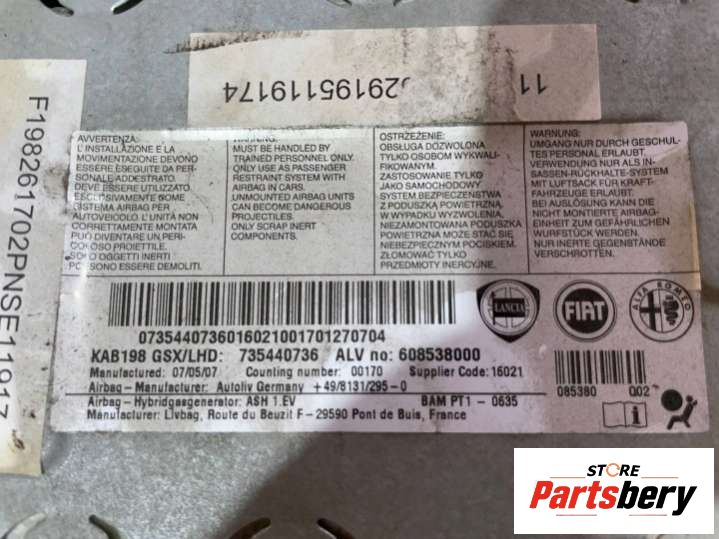 11
29195119174
F198261702PNSE11917
AVVERTENZA:
L'INSTALLAZIONE E LA
MOVIMENTAZIONE DEVONO
ESSERE ESEGUITE DA PER-
SONALE ADDESTRATO.
DEVE ESSERE UTILIZZATO
ESCLUSIVAMENTE COME
SISTEMA AIRBAG PER
AUTOVEICOLO. L'UNITÀ NON
CORRETTAMENTE MONTATA
PUÒ DIVENTARE UN PERI-
COLOSO PROIETTILE.
SOLO OGGETTI INERTI
POSSONO ESSERE DEMOLITI.
WARNING:
MUST BE HANDLED BY
TRAINED PERSONNEL ONLY.
ONLY USE AS PASSENGER
RESTRAINT SYSTEM WITH
AIRBAG IN CARS.
UNMOUNTED AIRBAG UNITS
CAN BECOME DANGEROUS
PROJECTILES.
ONLY SCRAP INERT
COMPONENTS.
OSTRZEŻENIE:
OBSŁUGA DOZWOLONA
TYLKO OSOBOM WYKWALI-
FIKOWANYM.
ZASTOSOWANIE TYLKO
JAKO SAMOCHODOWY
SYSTEM BEZPIECZEŃSTWA
Z PODUSZKĄ POWIETRZNĄ.
W WYPADKU WYZWOLENIA,
NIEZAMONTOWANA PODUSZKA
POWIETRZNA MOŻE STAĆ SIĘ
NIEBEZPIECZNYM POCISKIEM.
ZŁOMOWAĆ TYLKO
PRZEDMIOTY INERCYJNE.
WARNUNG:
UMGANG NUR DURCH GESCHUL-
TES PERSONAL ERLAUBT.
VERWENDUNG NUR ALS IN-
SASSEN-RÜCKHALTE-SYSTEM
MIT LUFTSACK FÜR KRAFT-
FAHRZEUGE ERLAUBT.
BEI AUSLÖSUNG KANN DIE
NICHT MONTIERTE AIRBAG-
EINHEIT ZUM GEFÄHRLICHEN
WURFSTÜCK WERDEN.
NUR INERTE GEGENSTÄNDE
VERSCHROTTEN.
LANCIA
FIAT
ALFA ROMEO
0735440736016021001701270704
KAB198 GSX/LHD: 735440736 ALV no: 608538000
Manufactured: 07/05/07 Counting number: 00170 Supplier Code: 16021
Airbag - Manufacturer: Autoliv Germany +49/8131/295-0
Airbag - Hybridgasgenerator: ASH 1.EV BAM PT1 - 0635
Manufacturer: Livbag, Route du Beuzit F - 29590 Pont de Buis, France
085380 Q02
i
STORE
Partsbery